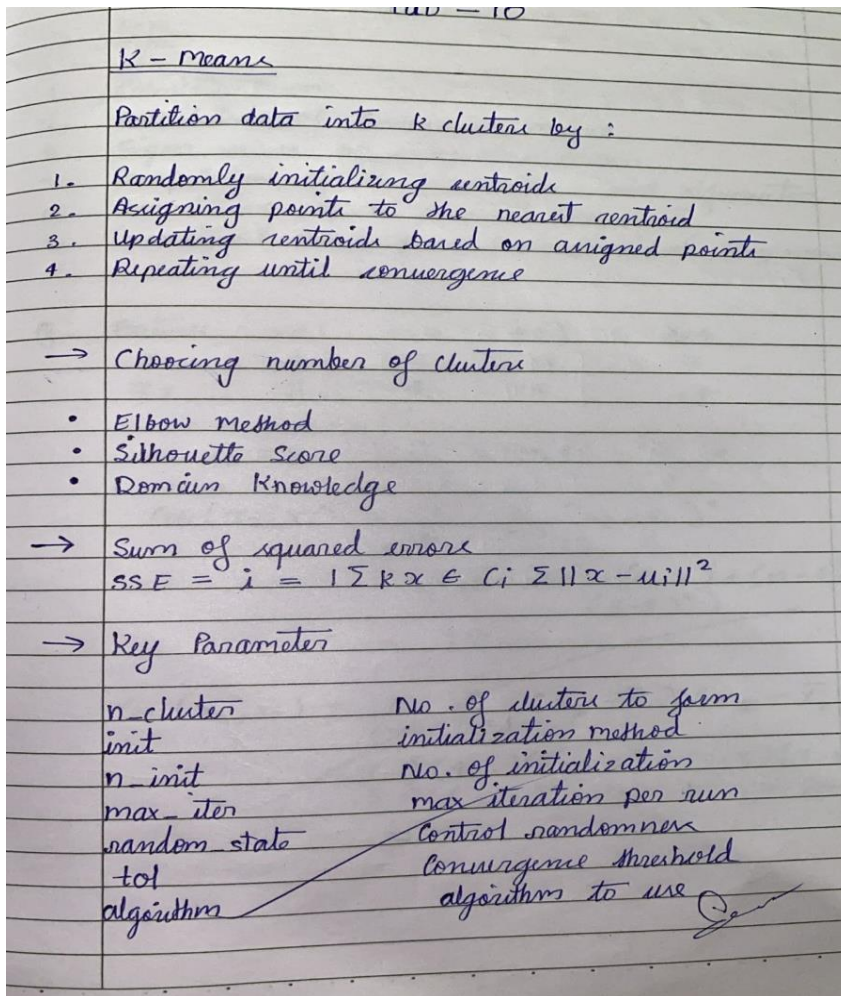 K - Means
Partition data into k clusters by :
1. Randomly initializing centroids
2. Assigning points to the nearest centroid
3. Updating centroids based on assigned points
4. Repeating until convergence
→ Choosing number of clusters
• Elbow method
• Silhouette Score
• Domain Knowledge
→ Sum of squared errors
SSE = i = 1 Σ k x ∈ Ci Σ ||x - μi||²
→ Key Parameter
n_cluster No. of clusters to form
init initialization method
n_init No. of initialization
max_iter max iteration per run
random_state Control randomness
tol Convergence threshold
algorithm algorithm to use